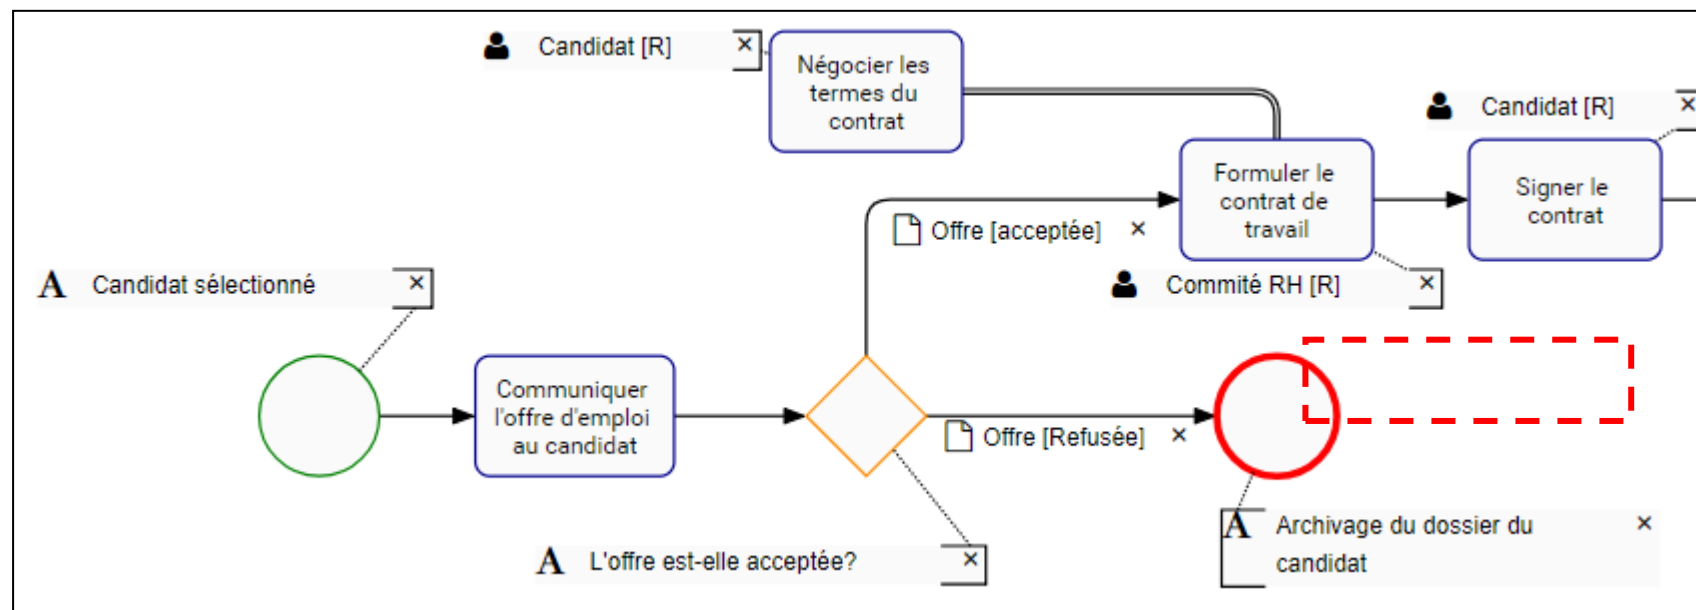 Candidat [R]
Négocier les
termes du
contrat
Candidat [R]
Formuler le
contrat de
travail
Signer le
contrat
Offre [acceptée]
A Candidat sélectionné
Commité RH [R]
Communiquer
l'offre d'emploi
au candidat
Offre [Refusée]
A Archivage du dossier du
candidat
A L'offre est-elle acceptée?